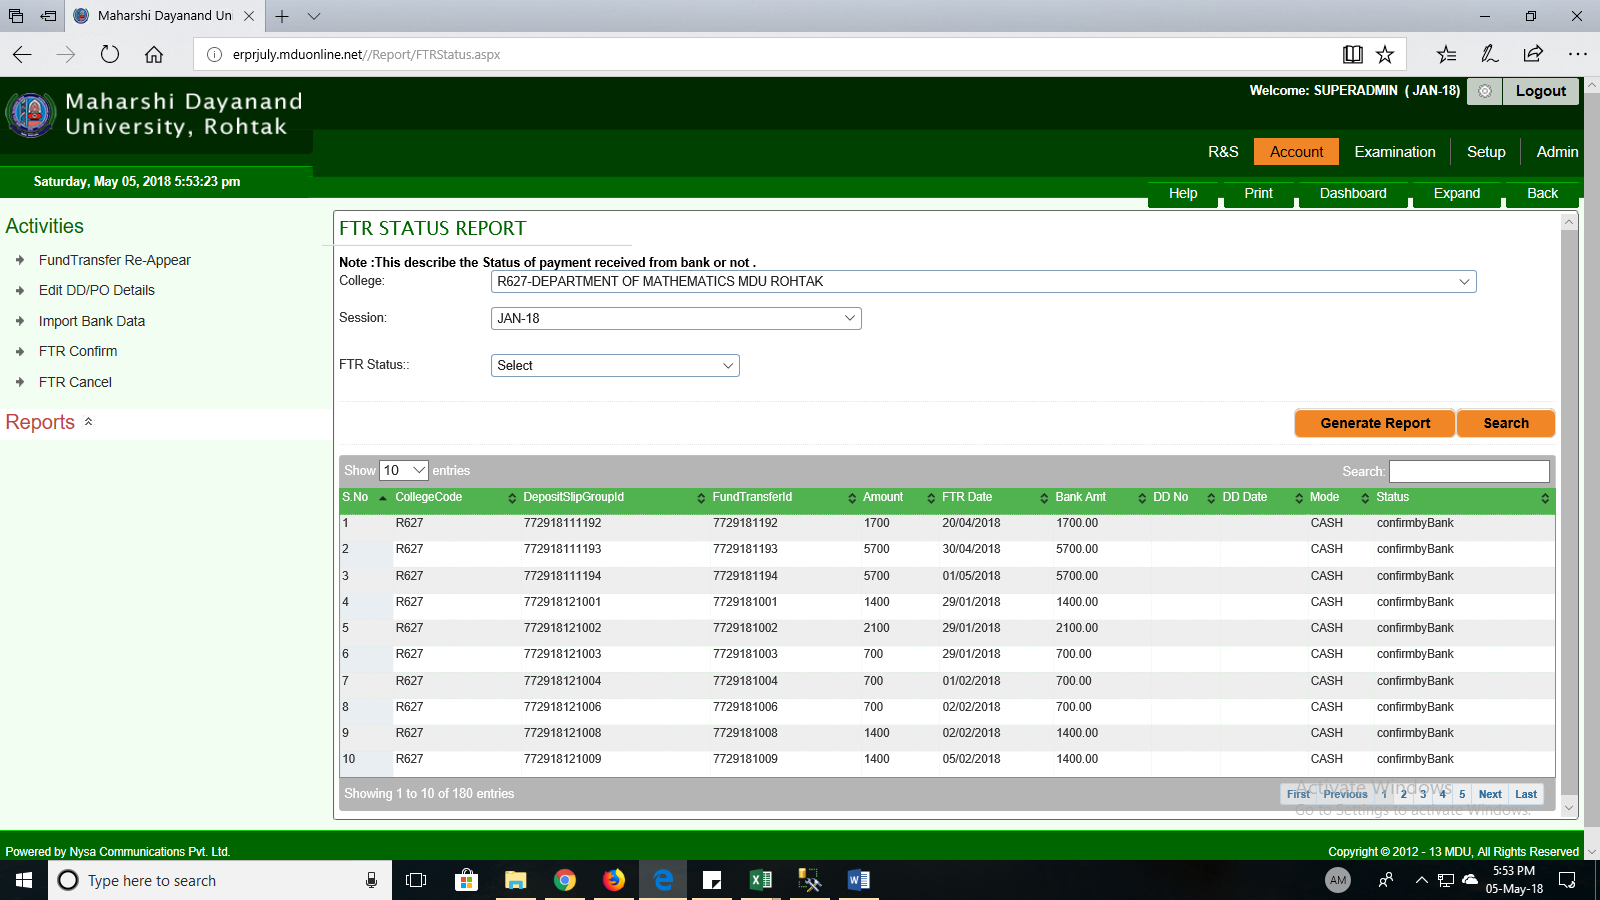 Maharshi Dayanand Uni
erprjuly.mduonline.net//Report/FTRStatus.aspx
Maharshi Dayanand
University, Rohtak
Welcome: SUPERADMIN ( JAN-18) Logout
R&S Account Examination Setup Admin
Saturday, May 05, 2018 5:53:23 pm
Help Print Dashboard Expand Back
Activities
FundTransfer Re-Appear
Edit DD/PO Details
Import Bank Data
FTR Confirm
FTR Cancel
Reports
FTR STATUS REPORT
Note :This describe the Status of payment received from bank or not .
College: R627-DEPARTMENT OF MATHEMATICS MDU ROHTAK
Session: JAN-18
FTR Status:: Select
Generate Report Search
Show 10 entries Search:
S.No CollegeCode DepositSlipGroupId FundTransferId Amount FTR Date Bank Amt DD No DD Date Mode Status
1 R627 772918111192 7729181192 1700 20/04/2018 1700.00 CASH confirmbyBank
2 R627 772918111193 7729181193 5700 30/04/2018 5700.00 CASH confirmbyBank
3 R627 772918111194 7729181194 5700 01/05/2018 5700.00 CASH confirmbyBank
4 R627 772918121001 7729181001 1400 29/01/2018 1400.00 CASH confirmbyBank
5 R627 772918121002 7729181002 2100 29/01/2018 2100.00 CASH confirmbyBank
6 R627 772918121003 7729181003 700 29/01/2018 700.00 CASH confirmbyBank
7 R627 772918121004 7729181004 700 01/02/2018 700.00 CASH confirmbyBank
8 R627 772918121006 7729181006 700 02/02/2018 700.00 CASH confirmbyBank
9 R627 772918121008 7729181008 1400 02/02/2018 1400.00 CASH confirmbyBank
10 R627 772918121009 7729181009 1400 05/02/2018 1400.00 CASH confirmbyBank
Showing 1 to 10 of 180 entries First Previous 1 2 3 4 5 Next Last
Activate Windows
Go to Settings to activate Windows.
Powered by Nysa Communications Pvt. Ltd. Copyright © 2012 - 13 MDU, All Rights Reserved
Type here to search AM 5:53 PM
05-May-18